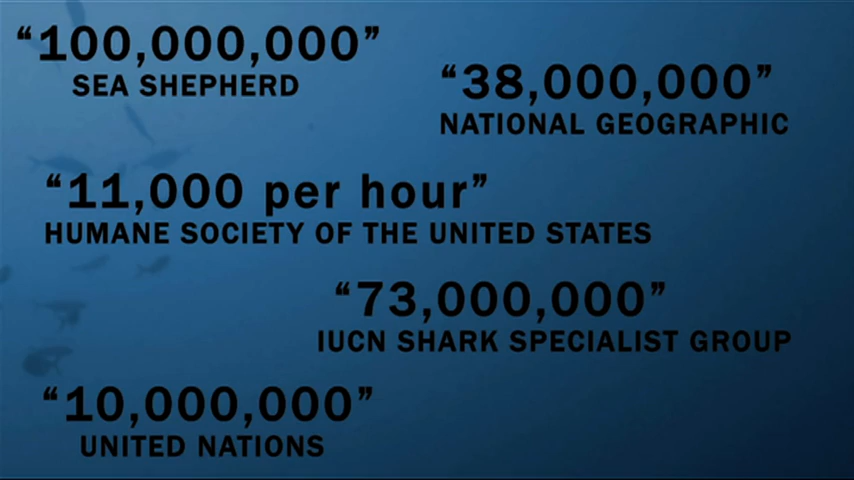 “100,000,000”
SEA SHEPHERD
“38,000,000”
NATIONAL GEOGRAPHIC
“11,000 per hour”
HUMANE SOCIETY OF THE UNITED STATES
“73,000,000”
IUCN SHARK SPECIALIST GROUP
“10,000,000”
UNITED NATIONS